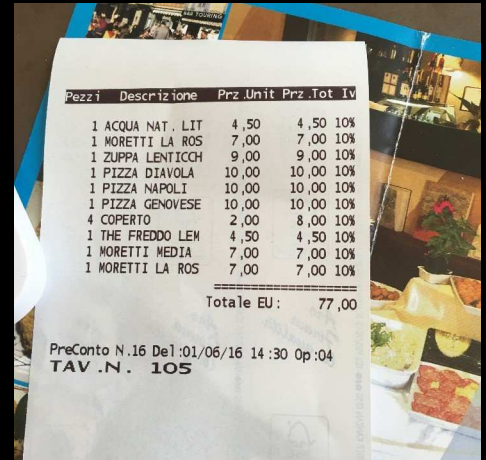 BAR TOURING
Pezzi Descrizione Prz.Unit Prz.Tot Iv
1 ACQUA NAT. LIT 4,50 4,50 10%
1 MORETTI LA ROS 7,00 7,00 10%
1 ZUPPA LENTICCH 9,00 9,00 10%
1 PIZZA DIAVOLA 10,00 10,00 10%
1 PIZZA NAPOLI 10,00 10,00 10%
1 PIZZA GENOVESE 10,00 10,00 10%
4 COPERTO 2,00 8,00 10%
1 THE FREDDO LEM 4,50 4,50 10%
1 MORETTI MEDIA 7,00 7,00 10%
1 MORETTI LA ROS 7,00 7,00 10%
====================
Totale EU: 77,00
PreConto N.16 Del:01/06/16 14:30 Op:04
TAV.N. 105